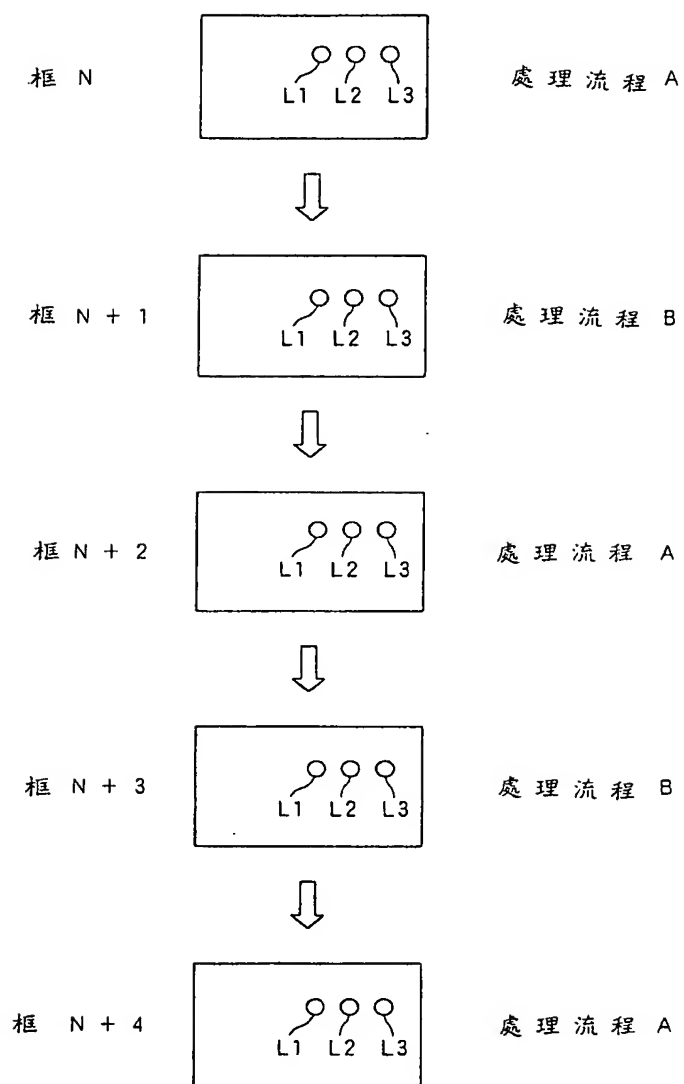 框 N
L1 L2 L3
處理流程 A
框 N + 1
L1 L2 L3
處理流程 B
框 N + 2
L1 L2 L3
處理流程 A
框 N + 3
L1 L2 L3
處理流程 B
框 N + 4
L1 L2 L3
處理流程 A